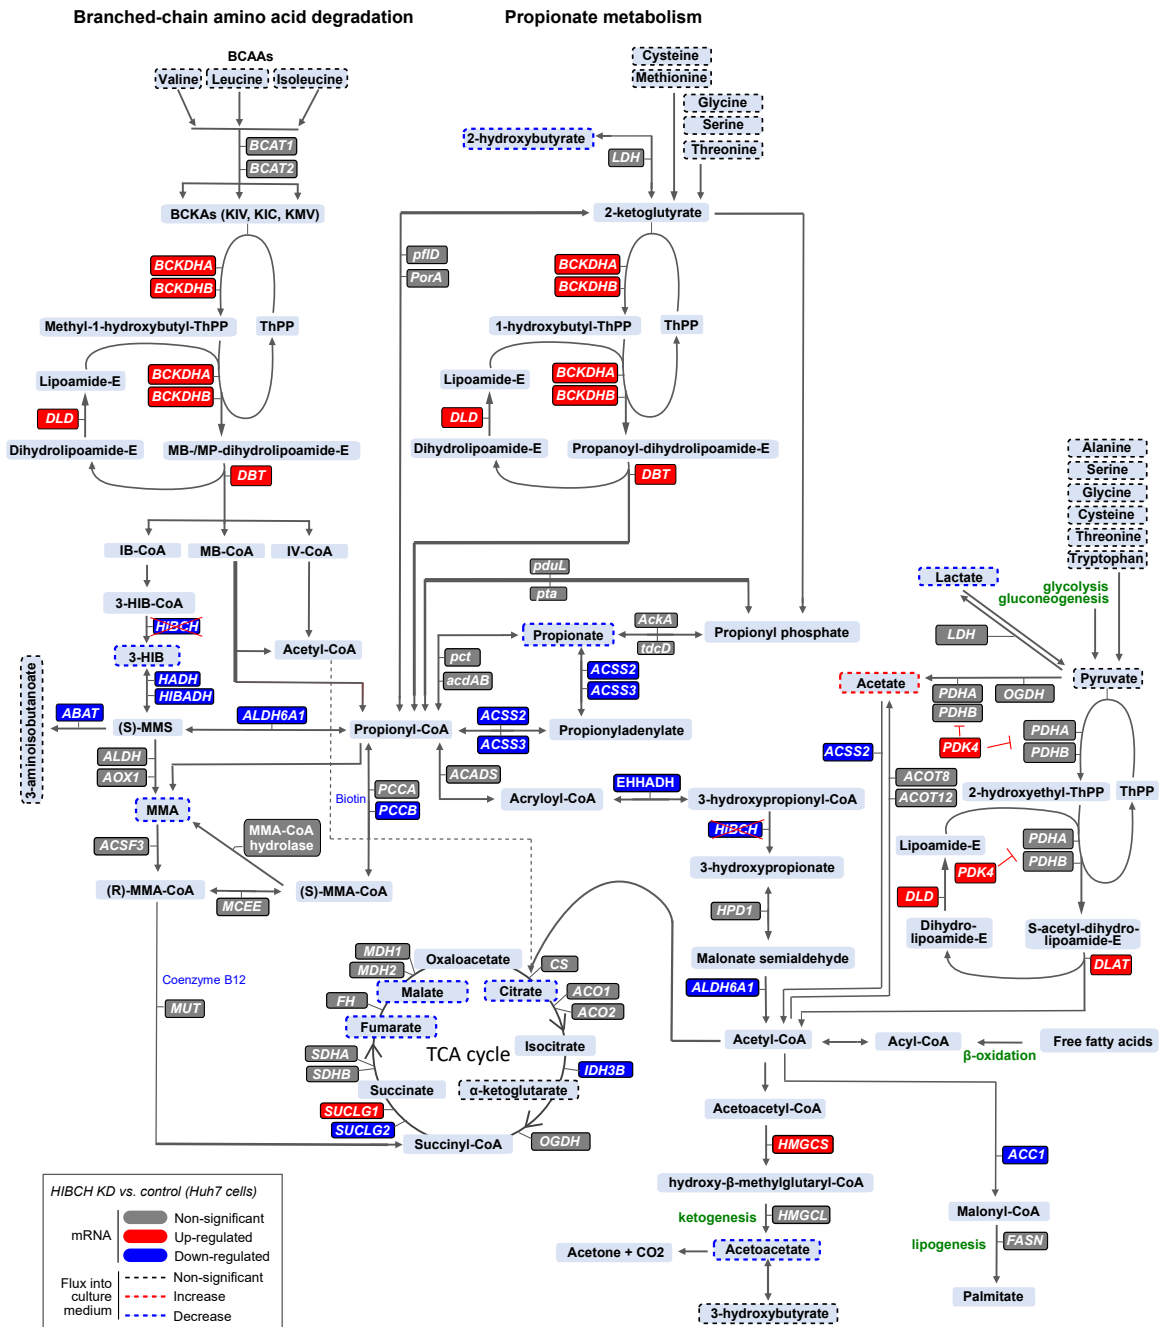 Branched-chain amino acid degradation
Propionate metabolism
BCAAs
Valine
Leucine
Isoleucine
BCAT1
BCAT2
BCKAs (KIV, KIC, KMV)
BCKDHA
BCKDHB
Methyl-1-hydroxybutyl-ThPP
ThPP
Lipoamide-E
BCKDHA
BCKDHB
DLD
Dihydrolipoamide-E
MB-/MP-dihydrolipoamide-E
DBT
IB-CoA
MB-CoA
IV-CoA
3-HIB-CoA
HIBCH
3-HIB
Acetyl-CoA
HADH
HIBADH
3-aminoisobutanoate
ABAT
(S)-MMS
ALDH6A1
ALDH
AOX1
MMA
Biotin
PCCA
PCCB
ACSF3
MMA-CoA
hydrolase
(R)-MMA-CoA
MCEE
(S)-MMA-CoA
Coenzyme B12
MUT
Cysteine
Methionine
Glycine
Serine
Threonine
2-hydroxybutyrate
LDH
2-ketoglutyrate
pflD
PorA
BCKDHA
BCKDHB
1-hydroxybutyl-ThPP
ThPP
Lipoamide-E
BCKDHA
BCKDHB
DLD
Dihydrolipoamide-E
Propanoyl-dihydrolipoamide-E
DBT
pduL
pta
Propionate
AckA
tdcD
Propionyl phosphate
pct
acdAB
ACSS2
ACSS3
Propionyl-CoA
ACSS2
ACSS3
Propionyladenylate
ACADS
Acryloyl-CoA
EHHADH
3-hydroxypropionyl-CoA
HIBCH
3-hydroxypropionate
HPD1
Malonate semialdehyde
ALDH6A1
Acetyl-CoA
Acyl-CoA
β-oxidation
Free fatty acids
Alanine
Serine
Glycine
Cysteine
Threonine
Tryptophan
Lactate
glycolysis
gluconeogenesis
LDH
Pyruvate
Acetate
PDHA
PDHB
OGDH
PDK4
PDHA
PDHB
ACSS2
ACOT8
ACOT12
2-hydroxyethyl-ThPP
ThPP
Lipoamide-E
PDHA
PDHB
PDK4
DLD
Dihydro-
lipoamide-E
S-acetyl-dihydro-
lipoamide-E
DLAT
TCA cycle
Oxaloacetate
CS
Citrate
ACO1
ACO2
Isocitrate
IDH3B
α-ketoglutarate
OGDH
Succinyl-CoA
SUCLG1
SUCLG2
Succinate
SDHA
SDHB
Fumarate
FH
Malate
MDH1
MDH2
Acetoacetyl-CoA
HMGCS
hydroxy-β-methylglutaryl-CoA
ketogenesis
HMGCL
Acetone + CO2
Acetoacetate
3-hydroxybutyrate
ACC1
Malonyl-CoA
lipogenesis
FASN
Palmitate
HIBCH KD vs. control (Huh7 cells)
mRNA
Non-significant
Up-regulated
Down-regulated
Flux into
culture
medium
Non-significant
Increase
Decrease